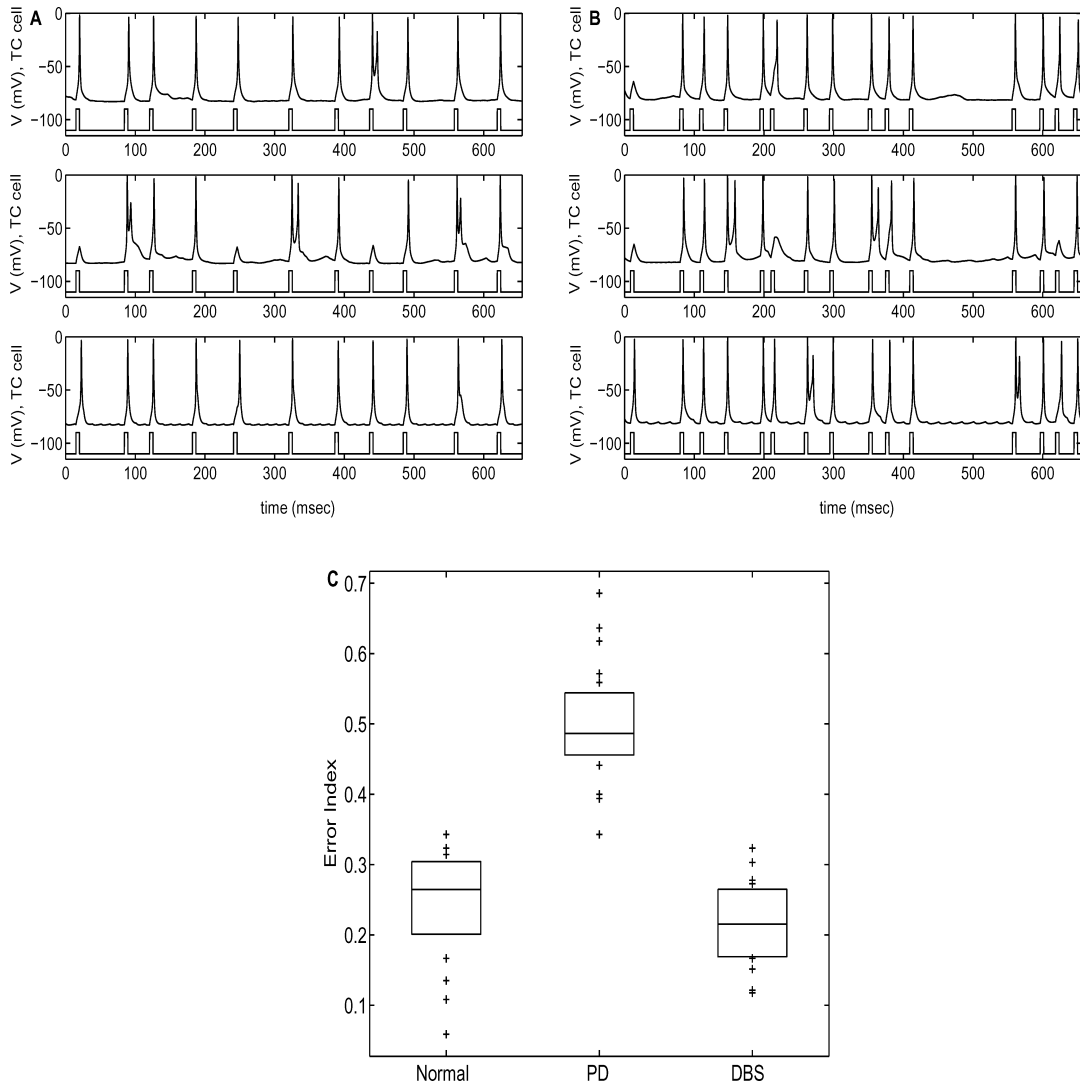 A
V (mV), TC cell
0
−50
−100
0 100 200 300 400 500 600
V (mV), TC cell
0
−50
−100
0 100 200 300 400 500 600
V (mV), TC cell
0
−50
−100
0 100 200 300 400 500 600
time (msec)
B
V (mV), TC cell
0
−50
−100
0 100 200 300 400 500 600
V (mV), TC cell
0
−50
−100
0 100 200 300 400 500 600
V (mV), TC cell
0
−50
−100
0 100 200 300 400 500 600
time (msec)
C
Error Index
0.7
0.6
0.5
0.4
0.3
0.2
0.1
Normal PD DBS